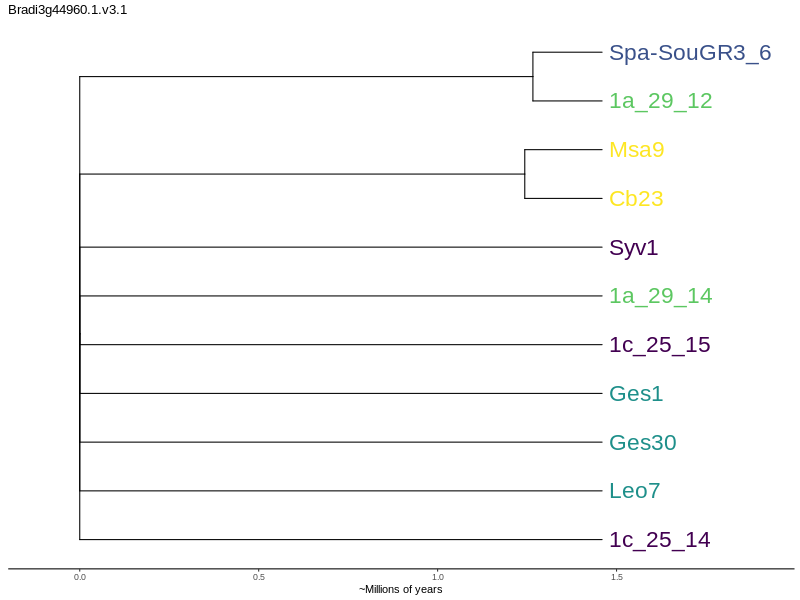 Bradi3g44960.1.v3.1
Spa-SouGR3_6
1a_29_12
Msa9
Cb23
Syv1
1a_29_14
1c_25_15
Ges1
Ges30
Leo7
1c_25_14
0.0 0.5 1.0 1.5
~Millions of years